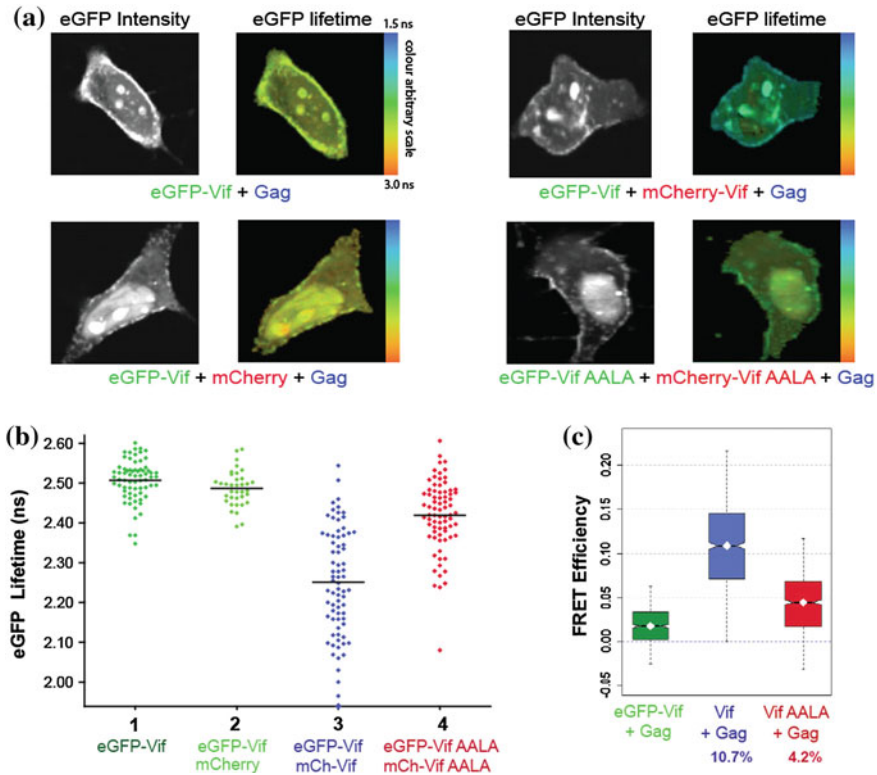 (a)
eGFP Intensity eGFP lifetime
1.5 ns
colour arbitrary scale
3.0 ns
eGFP-Vif + Gag
eGFP Intensity eGFP lifetime
eGFP-Vif + mCherry-Vif + Gag
eGFP-Vif + mCherry + Gag
eGFP-Vif AALA + mCherry-Vif AALA + Gag
(b)
eGFP Lifetime (ns)
2.60
2.50
2.40
2.30
2.20
2.10
2.00
1 2 3 4
eGFP-Vif eGFP-Vif eGFP-Vif eGFP-Vif AALA
mCherry mCh-Vif mCh-Vif AALA
(c)
FRET Efficiency
0.20
0.15
0.10
0.05
0.00
-0.05
eGFP-Vif Vif Vif AALA
+ Gag + Gag + Gag
10.7% 4.2%